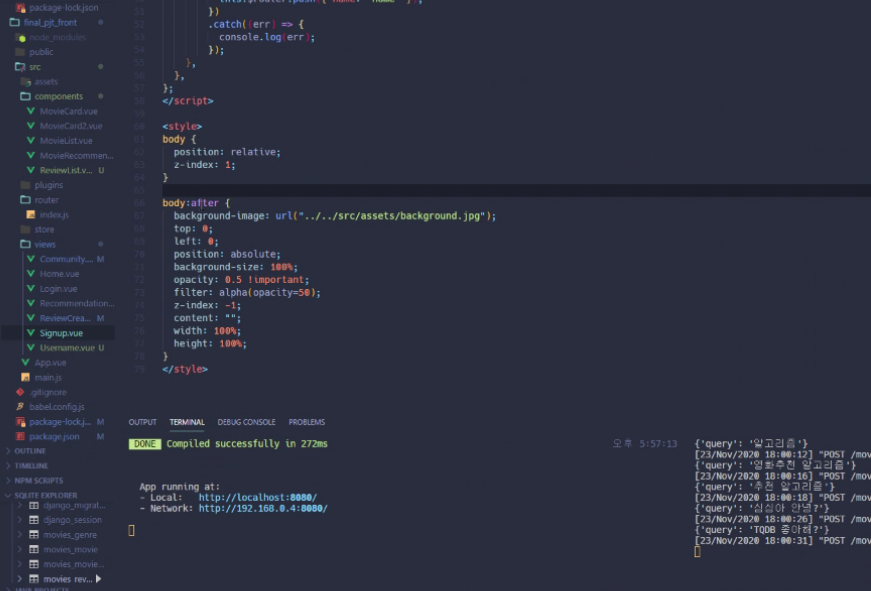 package-lock.json
final_pjt_front
node_modules
public
src
assets
components
MovieCard.vue
MovieCard2.vue
MovieList.vue
MovieRecommen...
ReviewList.v... U
plugins
router
index.js
store
views
Community.... M
Home.vue
Login.vue
Recommendation...
ReviewCrea... M
Signup.vue
Username.vue U
App.vue
main.js
.gitignore
babel.config.js
package-lock.j... M
package.json M
OUTLINE
TIMELINE
NPM SCRIPTS
SQLITE EXPLORER
django_migrat...
django_session
movies_genre
movies_movie
movies_movie...
movies_rev...
51 })
52 .catch((err) => {
53 console.log(err);
54 });
55 },
56 },
57 };
58 </script>
59
60 <style>
61 body {
62 position: relative;
63 z-index: 1;
64 }
65
66 body:after {
67 background-image: url("../../src/assets/background.jpg");
68 top: 0;
69 left: 0;
70 position: absolute;
71 background-size: 100%;
72 opacity: 0.5 !important;
73 filter: alpha(opacity=50);
74 z-index: -1;
75 content: "";
76 width: 100%;
77 height: 100%;
78 }
79 </style>
OUTPUT TERMINAL DEBUG CONSOLE PROBLEMS
DONE Compiled successfully in 272ms 오후 5:57:13
App running at:
- Local: http://localhost:8080/
- Network: http://192.168.0.4:8080/
{'query': '알고리즘'}
[23/Nov/2020 18:00:12] "POST /mov
{'query': '영화추천 알고리즘'}
[23/Nov/2020 18:00:16] "POST /mov
{'query': '추천 알고리즘'}
[23/Nov/2020 18:00:18] "POST /mov
{'query': '심심아 안녕?'}
[23/Nov/2020 18:00:26] "POST /mov
{'query': 'TQDB 좋아해?'}
[23/Nov/2020 18:00:31] "POST /mov